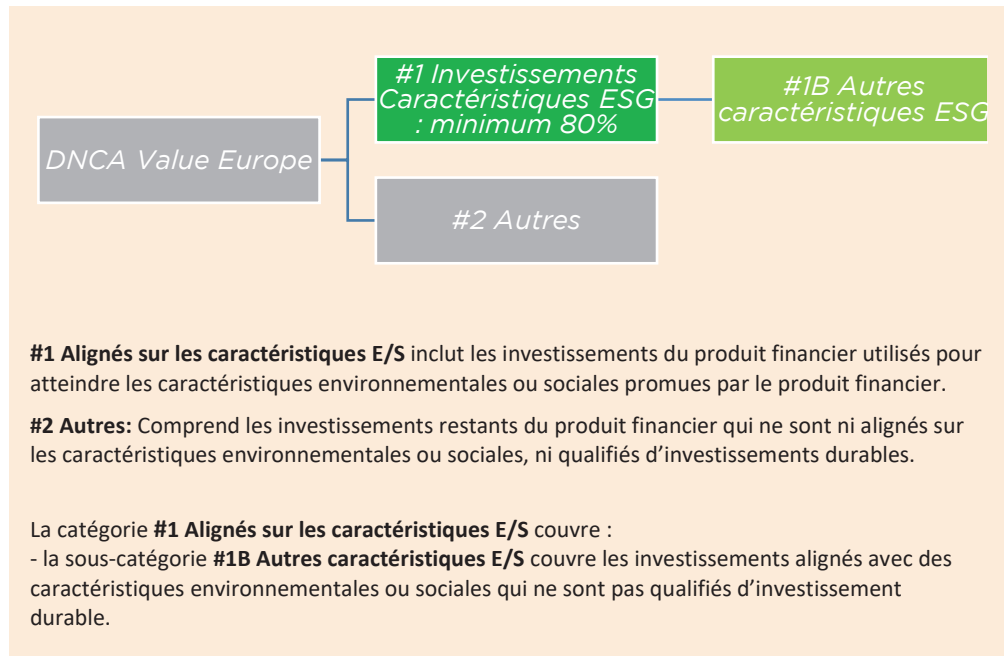 #1 Investissements
Caractéristiques ESG
: minimum 80%
#1B Autres
caractéristiques ESG
DNCA Value Europe
#2 Autres
#1 Alignés sur les caractéristiques E/S inclut les investissements du produit financier utilisés pour
atteindre les caractéristiques environnementales ou sociales promues par le produit financier.
#2 Autres: Comprend les investissements restants du produit financier qui ne sont ni alignés sur
les caractéristiques environnementales ou sociales, ni qualifiés d’investissements durables.
La catégorie #1 Alignés sur les caractéristiques E/S couvre :
- la sous-catégorie #1B Autres caractéristiques E/S couvre les investissements alignés avec des
caractéristiques environnementales ou sociales qui ne sont pas qualifiés d’investissement
durable.